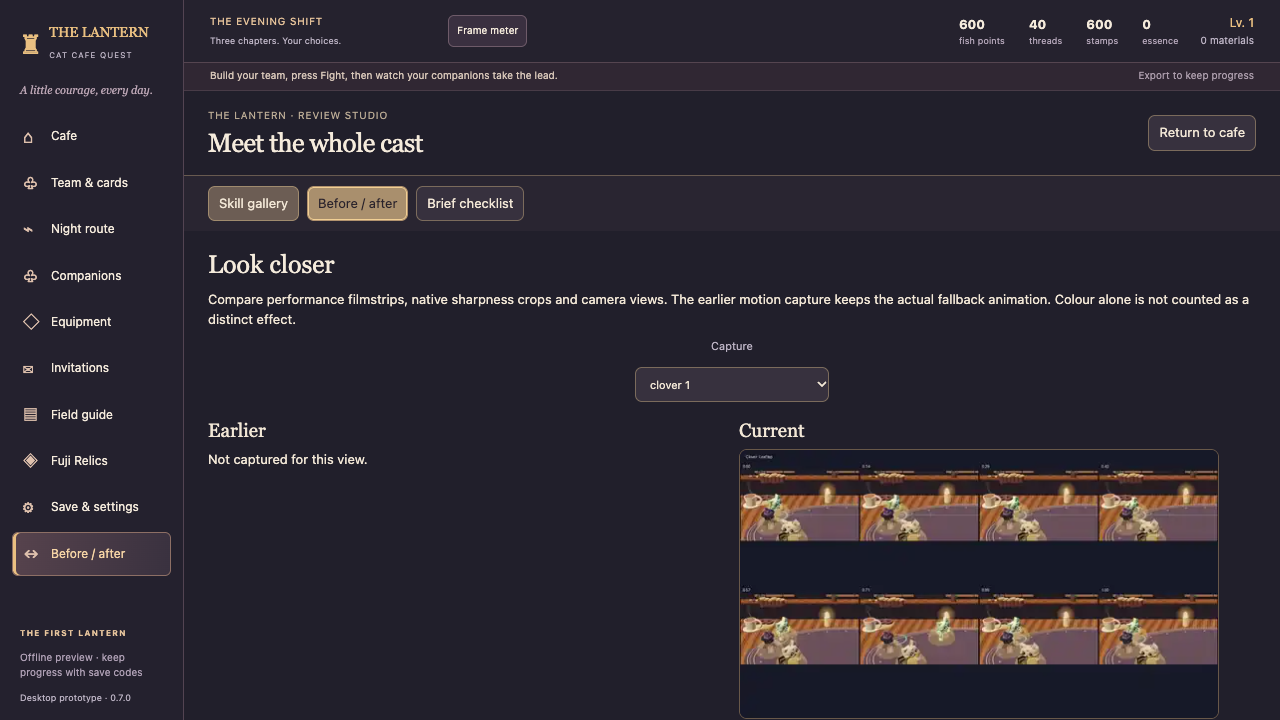 THE LANTERN
CAT CAFE QUEST
A little courage, every day.
Cafe
Team & cards
Night route
Companions
Equipment
Invitations
Field guide
Fuji Relics
Save & settings
Before / after
THE FIRST LANTERN
Offline preview · keep
progress with save codes
Desktop prototype · 0.7.0
THE EVENING SHIFT
Three chapters. Your choices.
Frame meter
600
fish points
40
threads
600
stamps
0
essence
Lv. 1
0 materials
Build your team, press Fight, then watch your companions take the lead.
Export to keep progress
THE LANTERN · REVIEW STUDIO
Meet the whole cast
Return to cafe
Skill gallery
Before / after
Brief checklist
Look closer
Compare performance filmstrips, native sharpness crops and camera views. The earlier motion capture keeps the actual fallback animation. Colour alone is not counted as a
distinct effect.
Capture
clover 1
Earlier
Not captured for this view.
Current